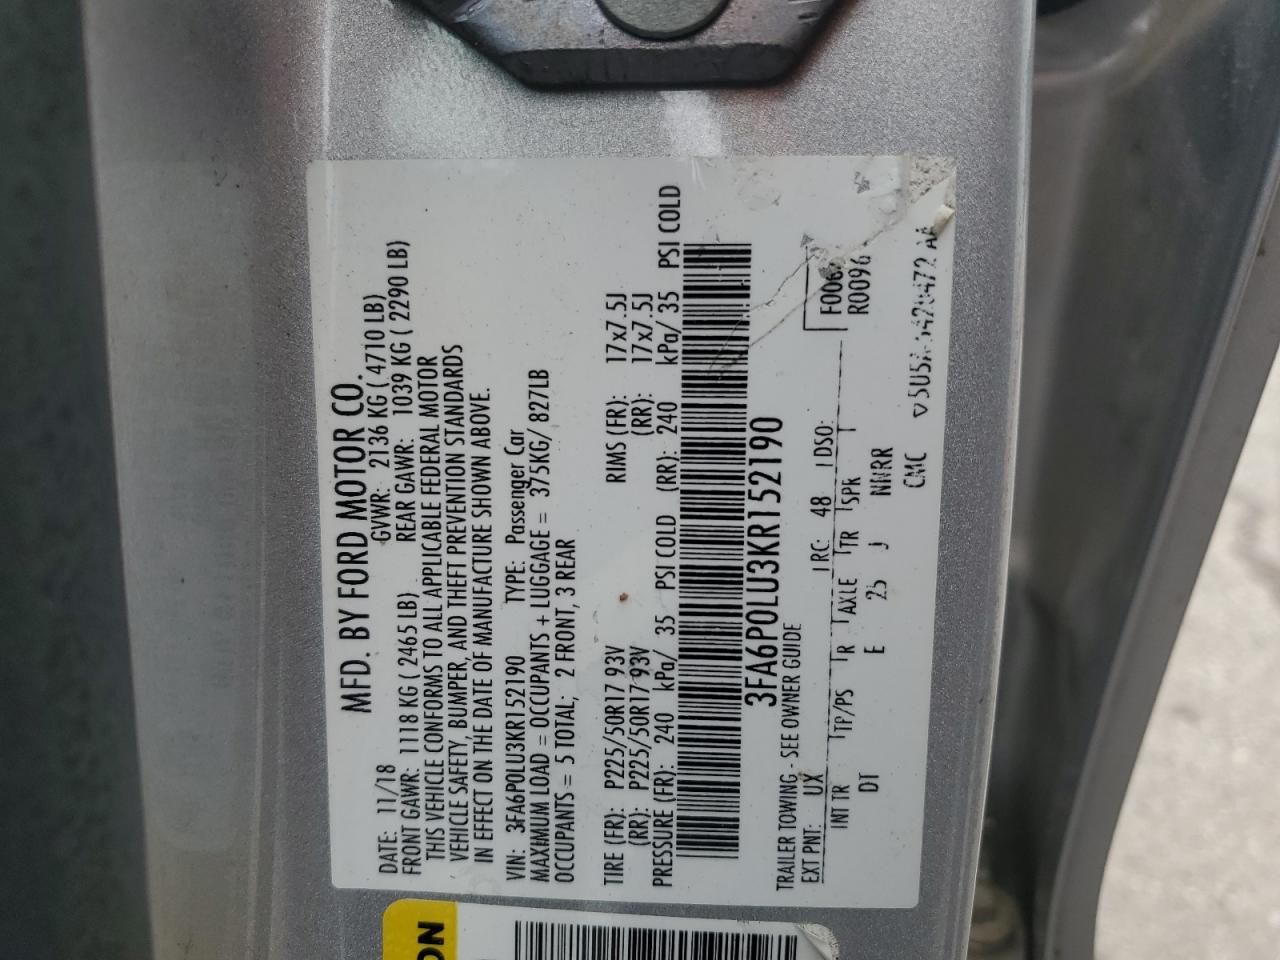 MFD. BY FORD MOTOR CO.
DATE: 11/18 GVWR: 2136 KG ( 4710 LB)
FRONT GAWR: 1118 KG ( 2465 LB) REAR GAWR: 1039 KG ( 2290 LB)
THIS VEHICLE CONFORMS TO ALL APPLICABLE FEDERAL MOTOR
VEHICLE SAFETY, BUMPER, AND THEFT PREVENTION STANDARDS
IN EFFECT ON THE DATE OF MANUFACTURE SHOWN ABOVE.
VIN: 3FA6P0LU3KR152190 TYPE: Passenger Car
MAXIMUM LOAD = OCCUPANTS + LUGGAGE = 375KG/ 827LB
OCCUPANTS = 5 TOTAL; 2 FRONT, 3 REAR
TIRE (FR): P225/50R17 93V RIMS (FR): 17x7.5J
(RR): P225/50R17 93V (RR): 17x7.5J
PRESSURE (FR): 240 kPa/ 35 PSI COLD (RR): 240 kPa/ 35 PSI COLD
3FA6P0LU3KR152190
TRAILER TOWING - SEE OWNER GUIDE
EXT PNT: UX RC: 48 DSO:
INT TR TP/PS R AXLE TR SPR
DT E 25 J NNRR
R0096
CMC
ON